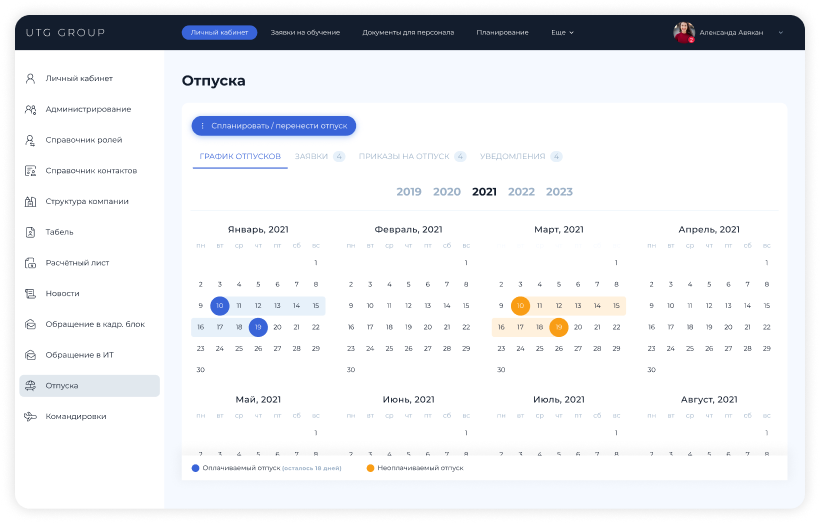 UTG GROUP
Личный кабинет Заявки на обучение Документы для персонала Планирование Еще Александа Авякан
Личный кабинет
Администрирование
Справочник ролей
Справочник контактов
Структура компании
Табель
Расчётный лист
Новости
Обращение в кадр. блок
Обращение в ИТ
Отпуска
Командировки
Отпуска
Спланировать / перенести отпуск
ГРАФИК ОТПУСКОВ ЗАЯВКИ 4 ПРИКАЗЫ НА ОТПУСК 4 УВЕДОМЛЕНИЯ 4
2019 2020 2021 2022 2023
Январь, 2021 Февраль, 2021 Март, 2021 Апрель, 2021
пн вт ср чт пт сб вс пн вт ср чт пт сб вс пн вт ср чт пт сб вс
1 1 1 1
2 3 4 5 6 7 8 2 3 4 5 6 7 8 2 3 4 5 6 7 8 2 3 4 5 6 7 8
9 10 11 12 13 14 15 9 10 11 12 13 14 15 9 10 11 12 13 14 15 9 10 11 12 13 14 15
16 17 18 19 20 21 22 16 17 18 19 20 21 22 16 17 18 19 20 21 22 16 17 18 19 20 21 22
23 24 25 26 27 28 29 23 24 25 26 27 28 29 23 24 25 26 27 28 29 23 24 25 26 27 28 29
30 30 30 30
Май, 2021 Июнь, 2021 Июль, 2021 Август, 2021
пн вт ср чт пт сб вс пн вт ср чт пт сб вс пн вт ср чт пт сб вс пн вт ср чт пт сб вс
1 1 1 1
2 3 4 5 6 7 8 2 3 4 5 6 7 8 2 3 4 5 6 7 8 2 3 4 5 6 7 8
Оплачиваемый отпуск (осталось 18 дней) Неоплачиваемый отпуск